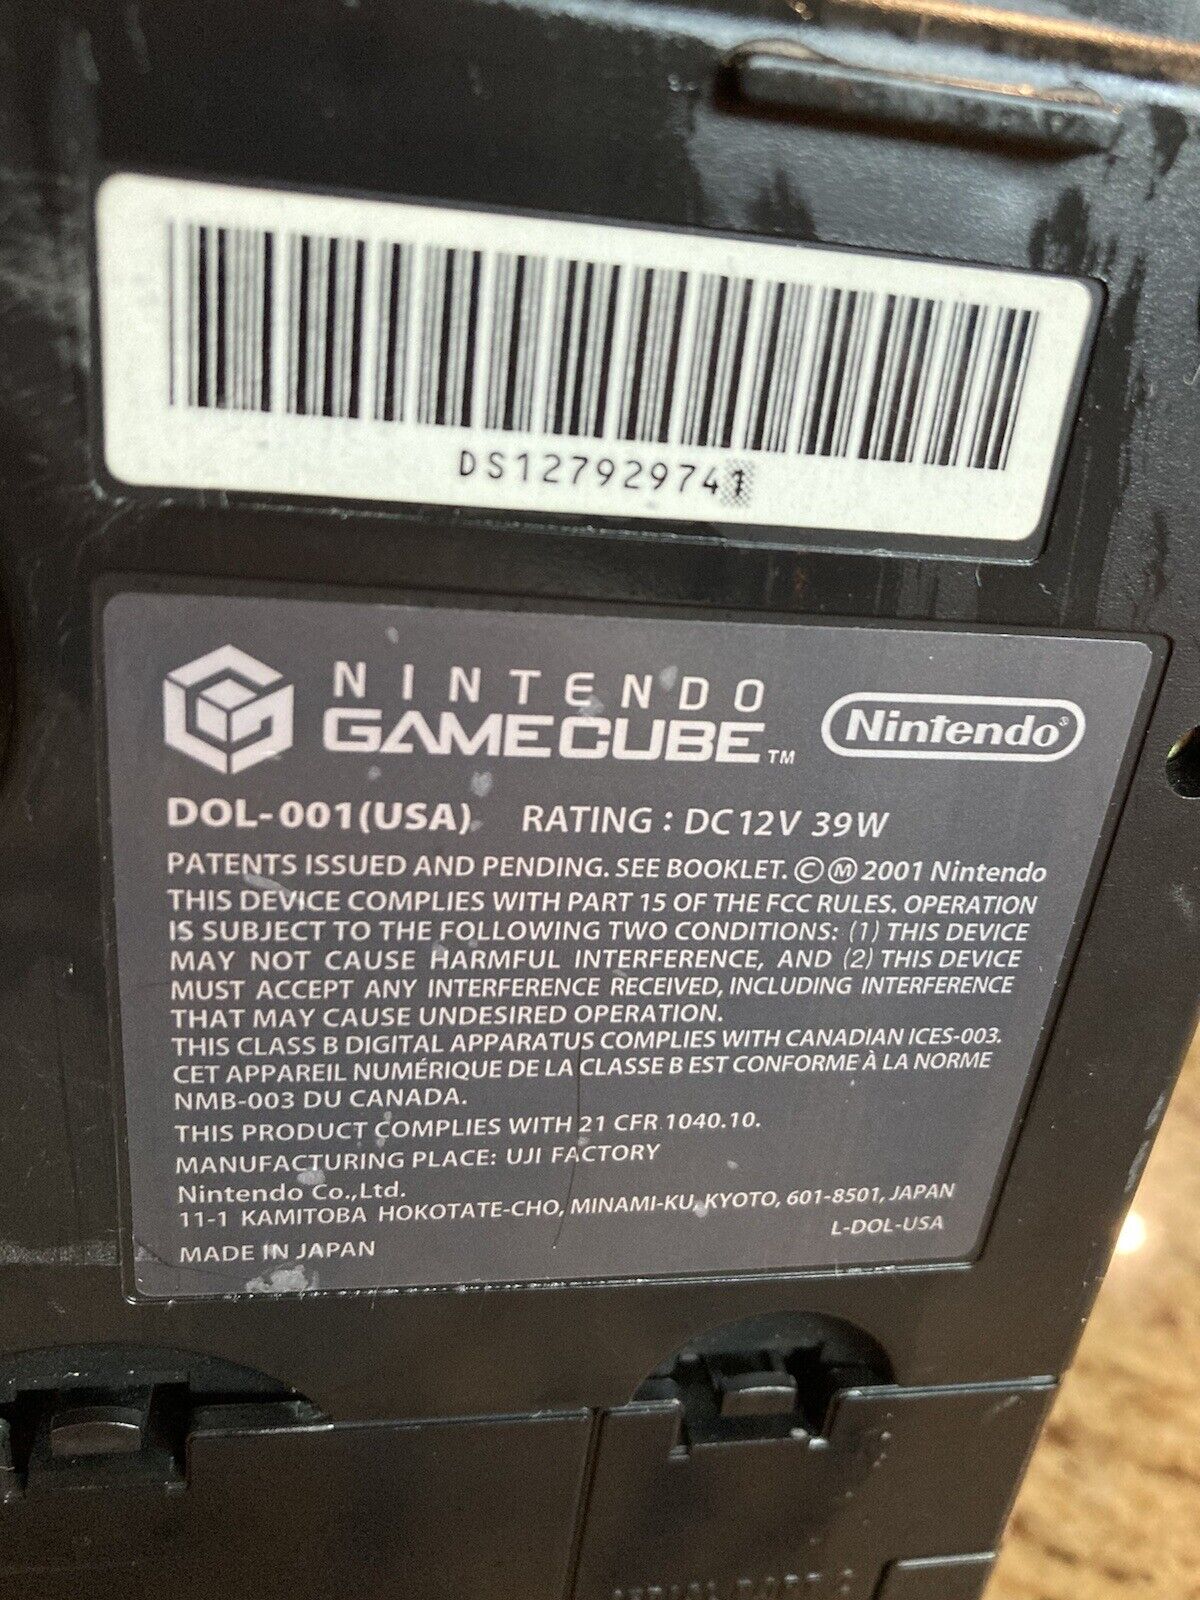 DS127929741
NINTENDO
GAMECUBE™
Nintendo®
DOL-001(USA) RATING : DC 12V 39W
PATENTS ISSUED AND PENDING. SEE BOOKLET. ©Ⓜ 2001 Nintendo
THIS DEVICE COMPLIES WITH PART 15 OF THE FCC RULES. OPERATION
IS SUBJECT TO THE FOLLOWING TWO CONDITIONS: (1) THIS DEVICE
MAY NOT CAUSE HARMFUL INTERFERENCE, AND (2) THIS DEVICE
MUST ACCEPT ANY INTERFERENCE RECEIVED, INCLUDING INTERFERENCE
THAT MAY CAUSE UNDESIRED OPERATION.
THIS CLASS B DIGITAL APPARATUS COMPLIES WITH CANADIAN ICES-003.
CET APPAREIL NUMÉRIQUE DE LA CLASSE B EST CONFORME À LA NORME
NMB-003 DU CANADA.
THIS PRODUCT COMPLIES WITH 21 CFR 1040.10.
MANUFACTURING PLACE: UJI FACTORY
Nintendo Co.,Ltd.
11-1 KAMITOBA HOKOTATE-CHO, MINAMI-KU, KYOTO, 601-8501, JAPAN
L-DOL-USA
MADE IN JAPAN